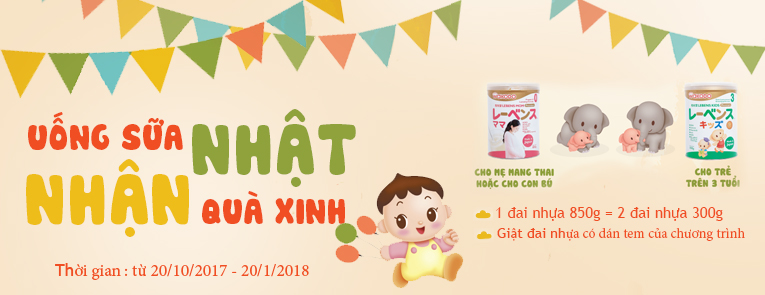 UỐNG SỮA NHẬT
NHẬN QUÀ XINH
Thời gian : từ 20/10/2017 - 20/1/2018
レーベンス
ママ
3
レーベンス
キッズ
CHO MẸ MANG THAI
HOẶC CHO CON BÚ
CHO TRẺ
TRÊN 3 TUỔI
1 đai nhựa 850g = 2 đai nhựa 300g
Giật đai nhựa có dán tem của chương trình